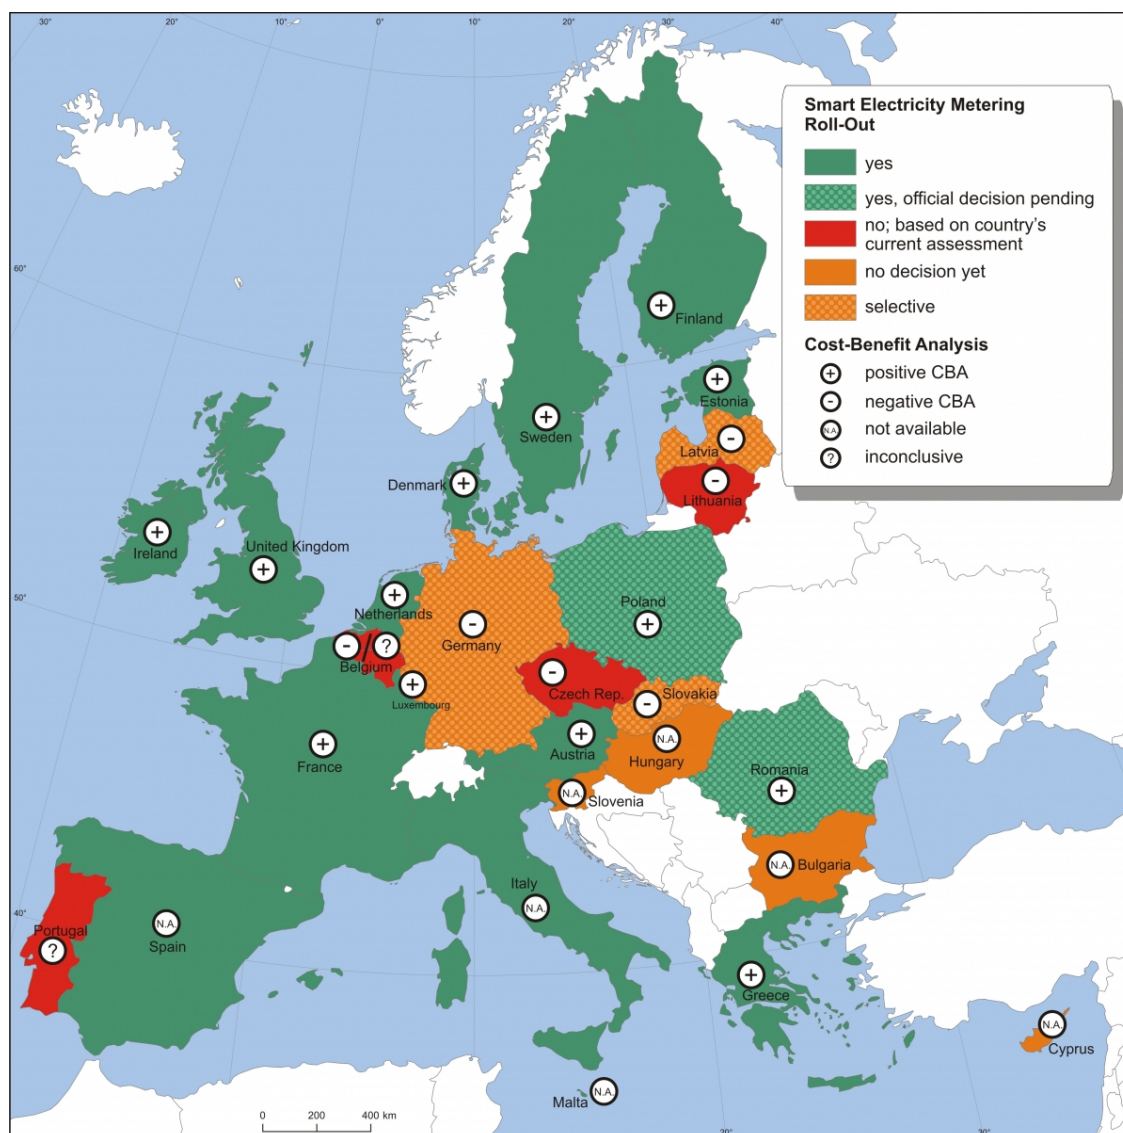 30°
20°
10°
0°
10°
20°
30°
40°
Smart Electricity Metering
Roll-Out
yes
yes, official decision pending
no; based on country's
current assessment
no decision yet
selective
Cost-Benefit Analysis
+ positive CBA
- negative CBA
N.A. not available
? inconclusive
60°
+
Finland
+
Estonia
+
Sweden
-
Latvia
-
Lithuania
Denmark +
+
Ireland
United Kingdom
+
50°
+
Netherlands
Poland
+
-
Germany
- / ?
Belgium
+
Luxembourg
-
Czech Rep.
Slovakia
-
+
Austria
N.A.
Hungary
+
France
Romania
+
N.A. Slovenia
N.A. Bulgaria
Italy
N.A.
40°
Portugal
?
N.A.
Spain
+
Greece
N.A.
Cyprus
Malta N.A.
0 200 400 km
20°
30°